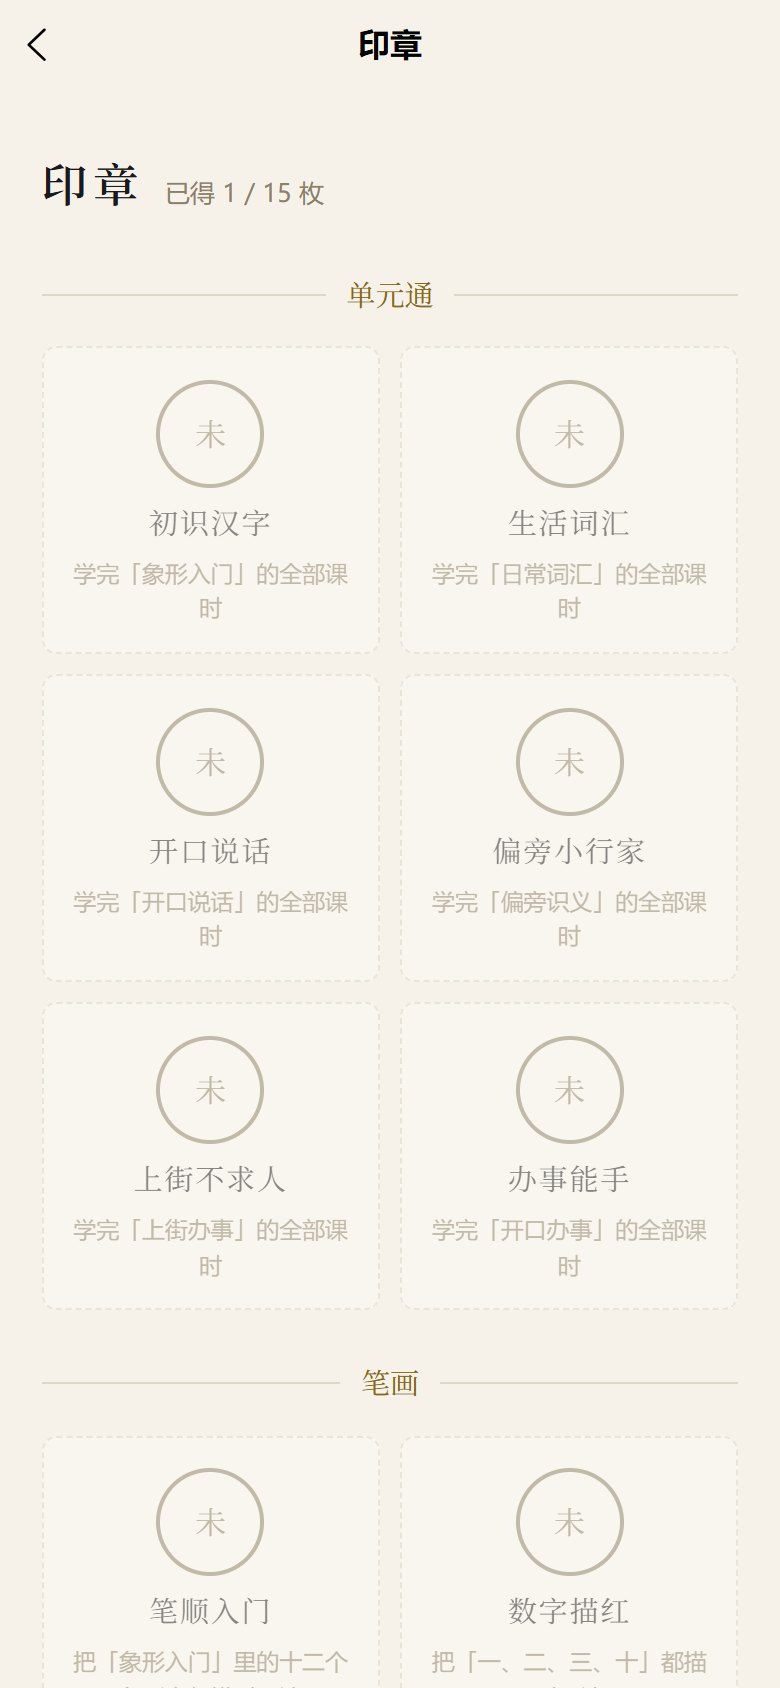 印章
印章 已得 1 / 15 枚
单元通
未
初识汉字
学完「象形入门」的全部课
时
未
生活词汇
学完「日常词汇」的全部课
时
未
开口说话
学完「开口说话」的全部课
时
未
偏旁小行家
学完「偏旁识义」的全部课
时
未
上街不求人
学完「上街办事」的全部课
时
未
办事能手
学完「开口办事」的全部课
时
笔画
未
笔顺入门
把「象形入门」里的十二个
未
数字描红
把「一、二、三、十」都描